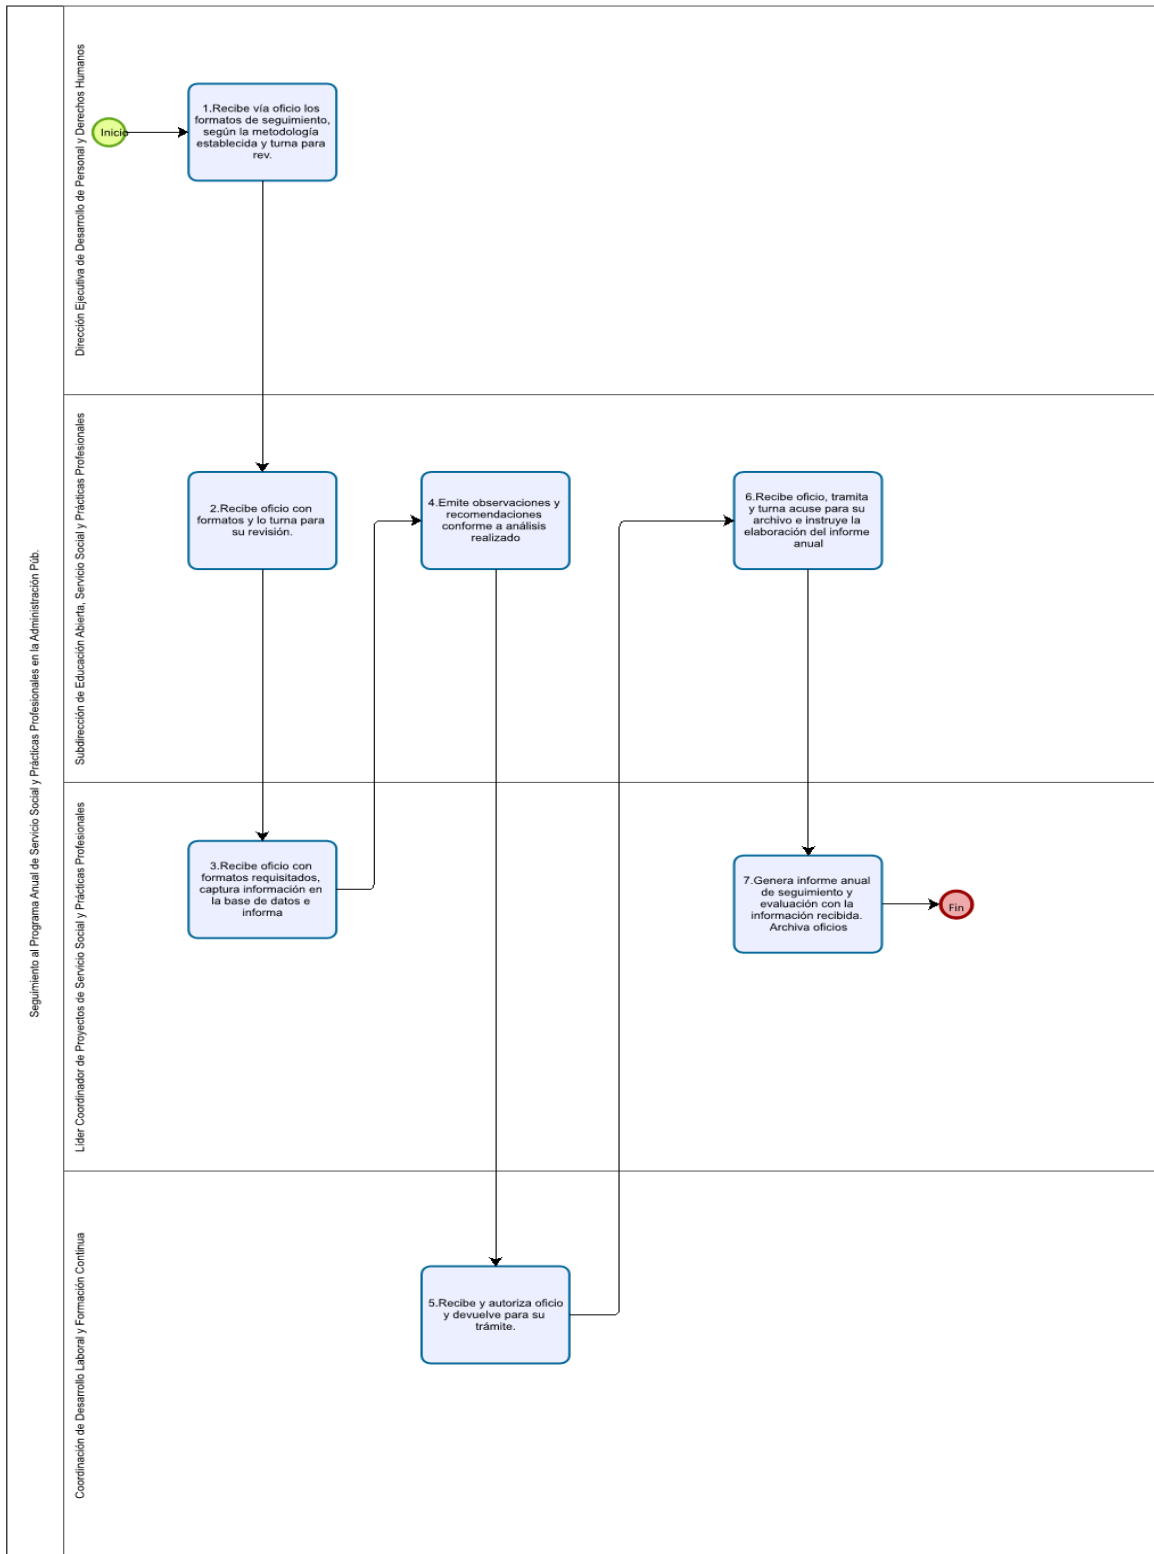 Seguimiento al Programa Anual de Servicio Social y Prácticas Profesionales en la Administración Púb.
Dirección Ejecutiva de Desarrollo de Personal y Derechos Humanos
Inicio
1.Recibe vía oficio los
formatos de seguimiento,
según la metodología
establecida y turna para
rev.
Subdirección de Educación Abierta, Servicio Social y Prácticas Profesionales
2.Recibe oficio con
formatos y lo turna para
su revisión.
4.Emite observaciones y
recomendaciones
conforme a análisis
realizado
6.Recibe oficio, tramita
y turna acuse para su
archivo e instruye la
elaboración del informe
anual
Líder Coordinador de Proyectos de Servicio Social y Prácticas Profesionales
3.Recibe oficio con
formatos requisitados,
captura información en
la base de datos e
informa
7.Genera informe anual
de seguimiento y
evaluación con la
información recibida.
Archiva oficios
Fin
Coordinación de Desarrollo Laboral y Formación Continua
5.Recibe y autoriza oficio
y devuelve para su
trámite.